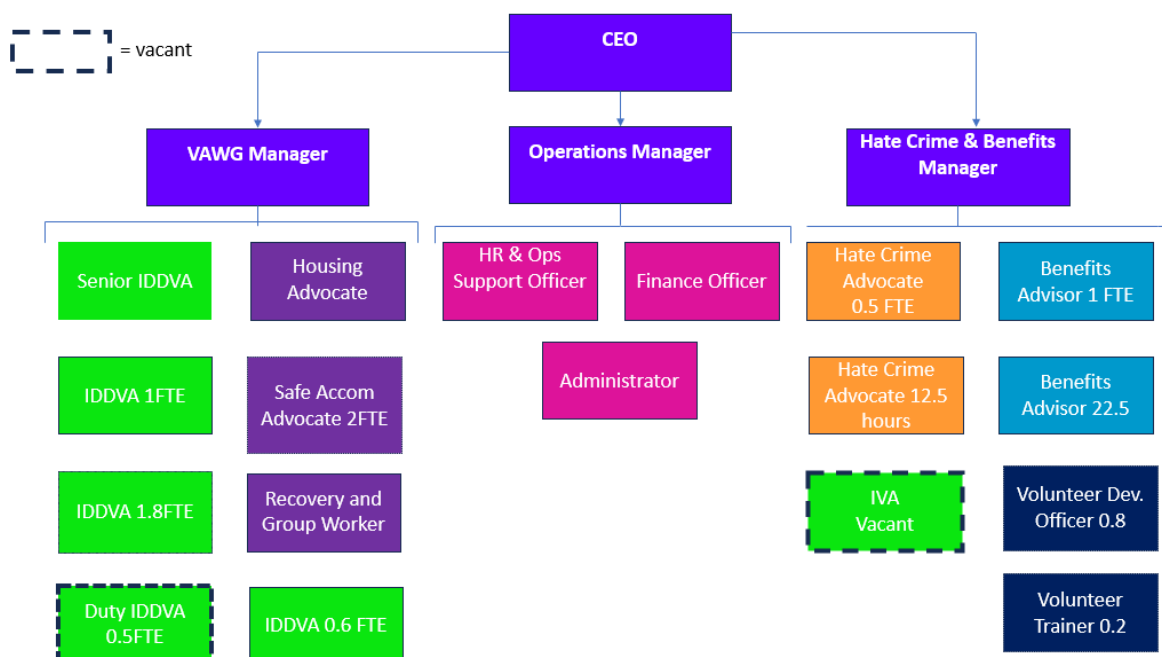 = vacant
CEO
VAWG Manager
Operations Manager
Hate Crime & Benefits
Manager
Senior IDDVA
Housing
Advocate
HR & Ops
Support Officer
Finance Officer
Hate Crime
Advocate
0.5 FTE
Benefits
Advisor 1 FTE
IDDVA 1FTE
Safe Accom
Advocate 2FTE
Administrator
Hate Crime
Advocate 12.5
hours
Benefits
Advisor 22.5
IDDVA 1.8FTE
Recovery and
Group Worker
IVA
Vacant
Volunteer Dev.
Officer 0.8
Duty IDDVA
0.5FTE
IDDVA 0.6 FTE
Volunteer
Trainer 0.2